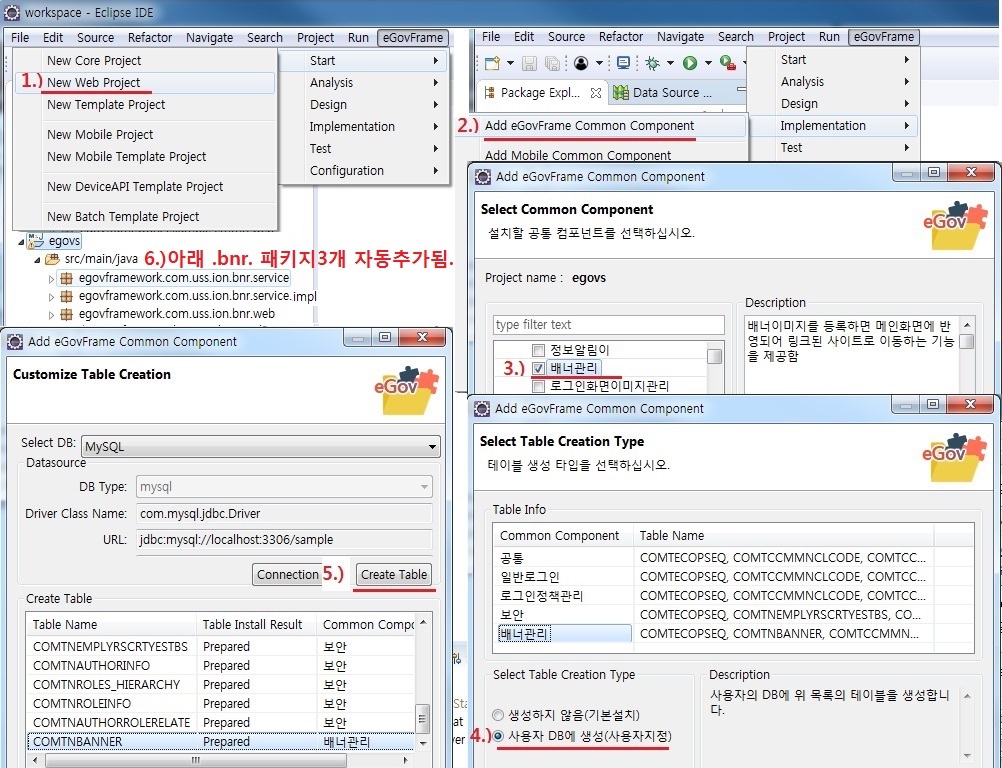 workspace - Eclipse IDE
File Edit Source Refactor Navigate Search Project Run eGovFrame
New Core Project
1.) New Web Project
New Template Project
New Mobile Project
New Mobile Template Project
New DeviceAPI Template Project
New Batch Template Project
Start
Analysis
Design
Implementation
Test
Configuration
File Edit Source Refactor Navigate Search Project Run eGovFrame
Package Expl... Data Source ...
2.) Add eGovFrame Common Component
Add Mobile Common Component
Start
Analysis
Design
Implementation
Test
egovs
src/main/java
6.)아래 .bnr. 패키지3개 자동추가됨.
egovframework.com.uss.ion.bnr.service
egovframework.com.uss.ion.bnr.service.impl
egovframework.com.uss.ion.bnr.web
Add eGovFrame Common Component
Select Common Component
설치할 공통 컴포넌트를 선택하십시오.
eGov
Project name : egovs
type filter text
정보알림이
3.) 배너관리
로그인화면이미지관리
Description
배너이미지를 등록하면 메인화면에 반
영되어 링크된 사이트로 이동하는 기능
을 제공함
Add eGovFrame Common Component
Customize Table Creation
eGov
Select DB: MySQL
Datasource
DB Type: mysql
Driver Class Name: com.mysql.jdbc.Driver
URL: jdbc:mysql://localhost:3306/sample
Connection 5.) Create Table
Create Table
Table Name Table Install Result Common Compo
COMTNEMPLYRSCRTYESTBS Prepared 보안
COMTNAUTHORINFO Prepared 보안
COMTNROLES_HIERARCHY Prepared 보안
COMTNROLEINFO Prepared 보안
COMTNAUTHORROLERELATE Prepared 보안
COMTNBANNER Prepared 배너관리
Add eGovFrame Common Component
Select Table Creation Type
테이블 생성 타입을 선택하십시오.
eGov
Table Info
Common Component Table Name
공통 COMTECOPSEQ, COMTCCMMNCLCODE, COMTCC...
일반로그인 COMTECOPSEQ, COMTCCMMNCLCODE, COMTCC...
로그인정책관리 COMTECOPSEQ, COMTCCMMNCLCODE, COMTCC...
보안 COMTECOPSEQ, COMTNEMPLYRSCRTYESTBS, CO...
배너관리 COMTECOPSEQ, COMTNBANNER, COMTCCMMN...
Select Table Creation Type
생성하지 않음(기본설치)
4.) 사용자 DB에 생성(사용자지정)
Description
사용자의 DB에 위 목록의 테이블을 생성합니
다.